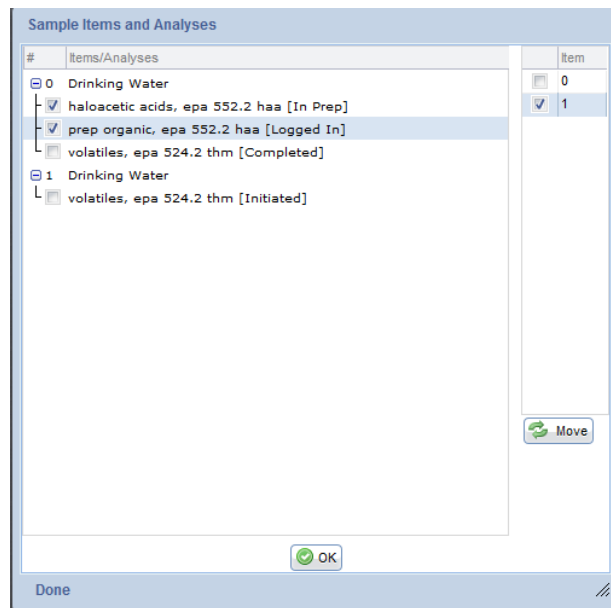 Sample Items and Analyses
# Items/Analyses Item
0 Drinking Water 0
haloacetic acids, epa 552.2 haa [In Prep] 1
prep organic, epa 552.2 haa [Logged In]
volatiles, epa 524.2 thm [Completed]
1 Drinking Water
volatiles, epa 524.2 thm [Initiated]
Move
OK
Done